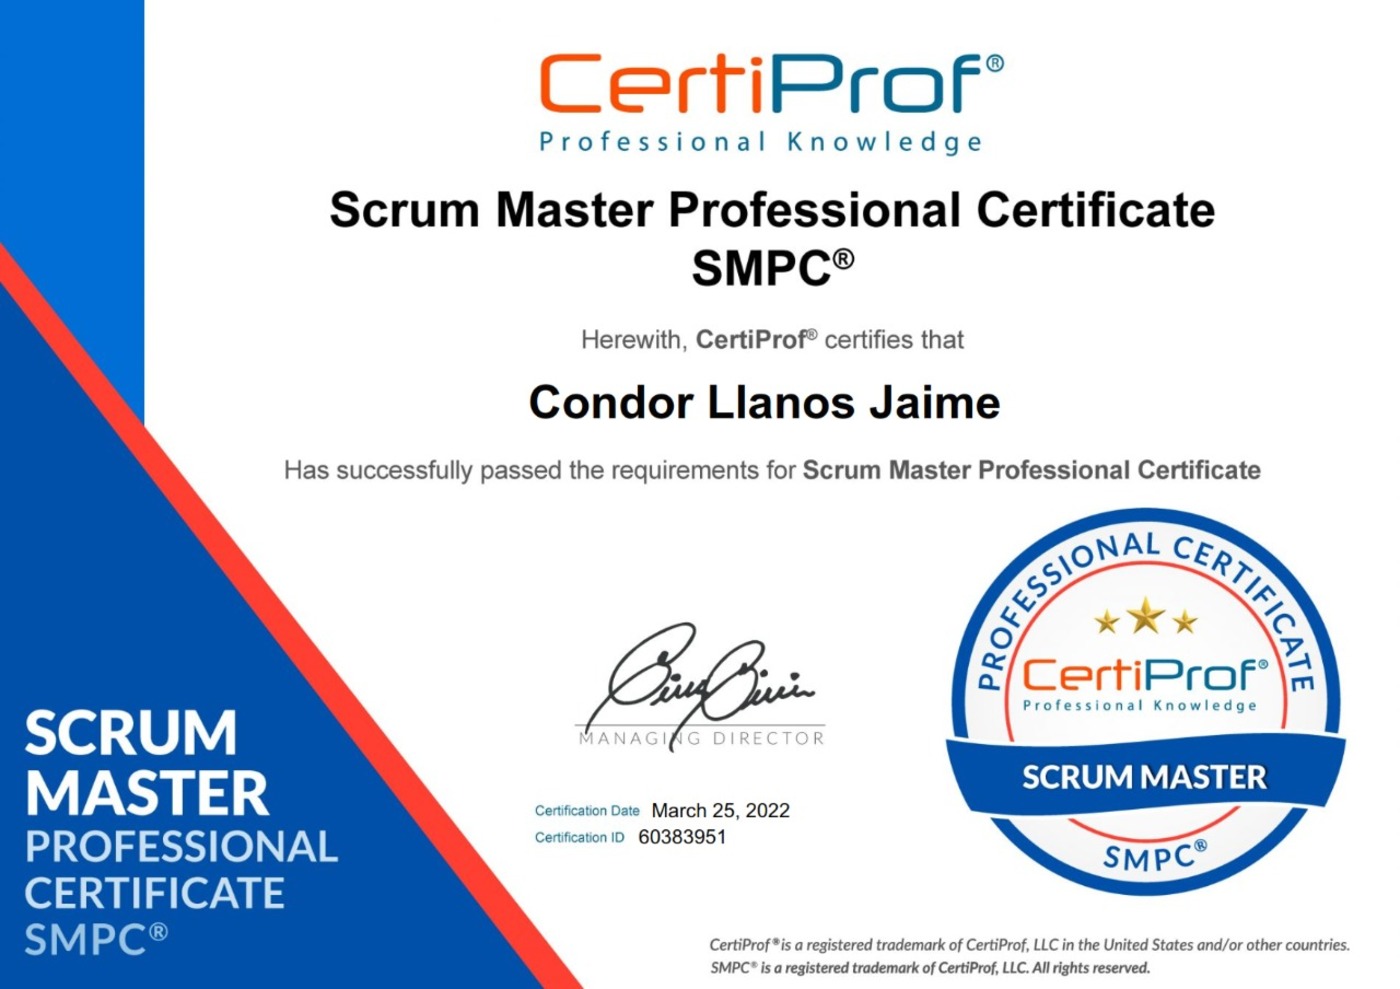 CertiProf®
Professional Knowledge
Scrum Master Professional Certificate
SMPC®
Herewith, CertiProf® certifies that
Condor Llanos Jaime
Has successfully passed the requirements for Scrum Master Professional Certificate
MANAGING DIRECTOR
Certification Date March 25, 2022
Certification ID 60383951
SCRUM
MASTER
PROFESSIONAL
CERTIFICATE
SMPC®
PROFESSIONAL CERTIFICATE
CertiProf®
Professional Knowledge
SCRUM MASTER
SMPC®
CertiProf® is a registered trademark of CertiProf, LLC in the United States and/or other countries.
SMPC® is a registered trademark of CertiProf, LLC. All rights reserved.